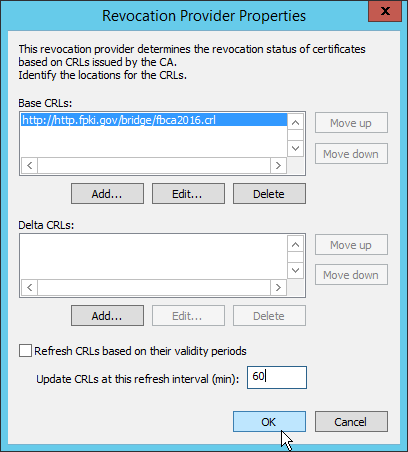 Revocation Provider Properties
X
This revocation provider determines the revocation status of certificates
based on CRLs issued by the CA.
Identify the locations for the CRLs.
Base CRLs:
http://http.fpki.gov/bridge/fbca2016.crl
Move up
Move down
Add...
Edit...
Delete
Delta CRLs:
Move up
Move down
Add...
Edit...
Delete
Refresh CRLs based on their validity periods
Update CRLs at this refresh interval (min):
60
OK
Cancel